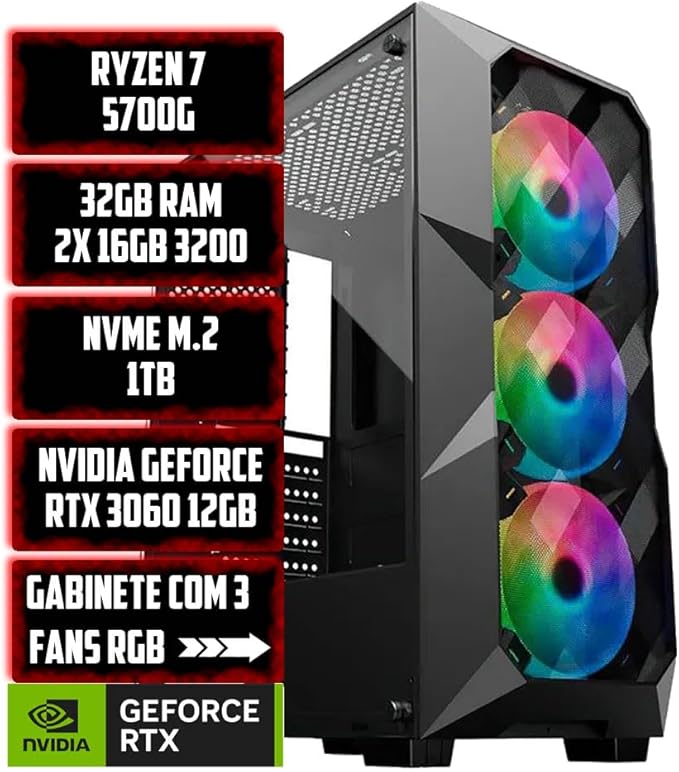 RYZEN 7
5700G
32GB RAM
2X 16GB 3200
NVME M.2
1TB
NVIDIA GEFORCE
RTX 3060 12GB
GABINETE COM 3
FANS RGB
NVIDIA
GEFORCE
RTX